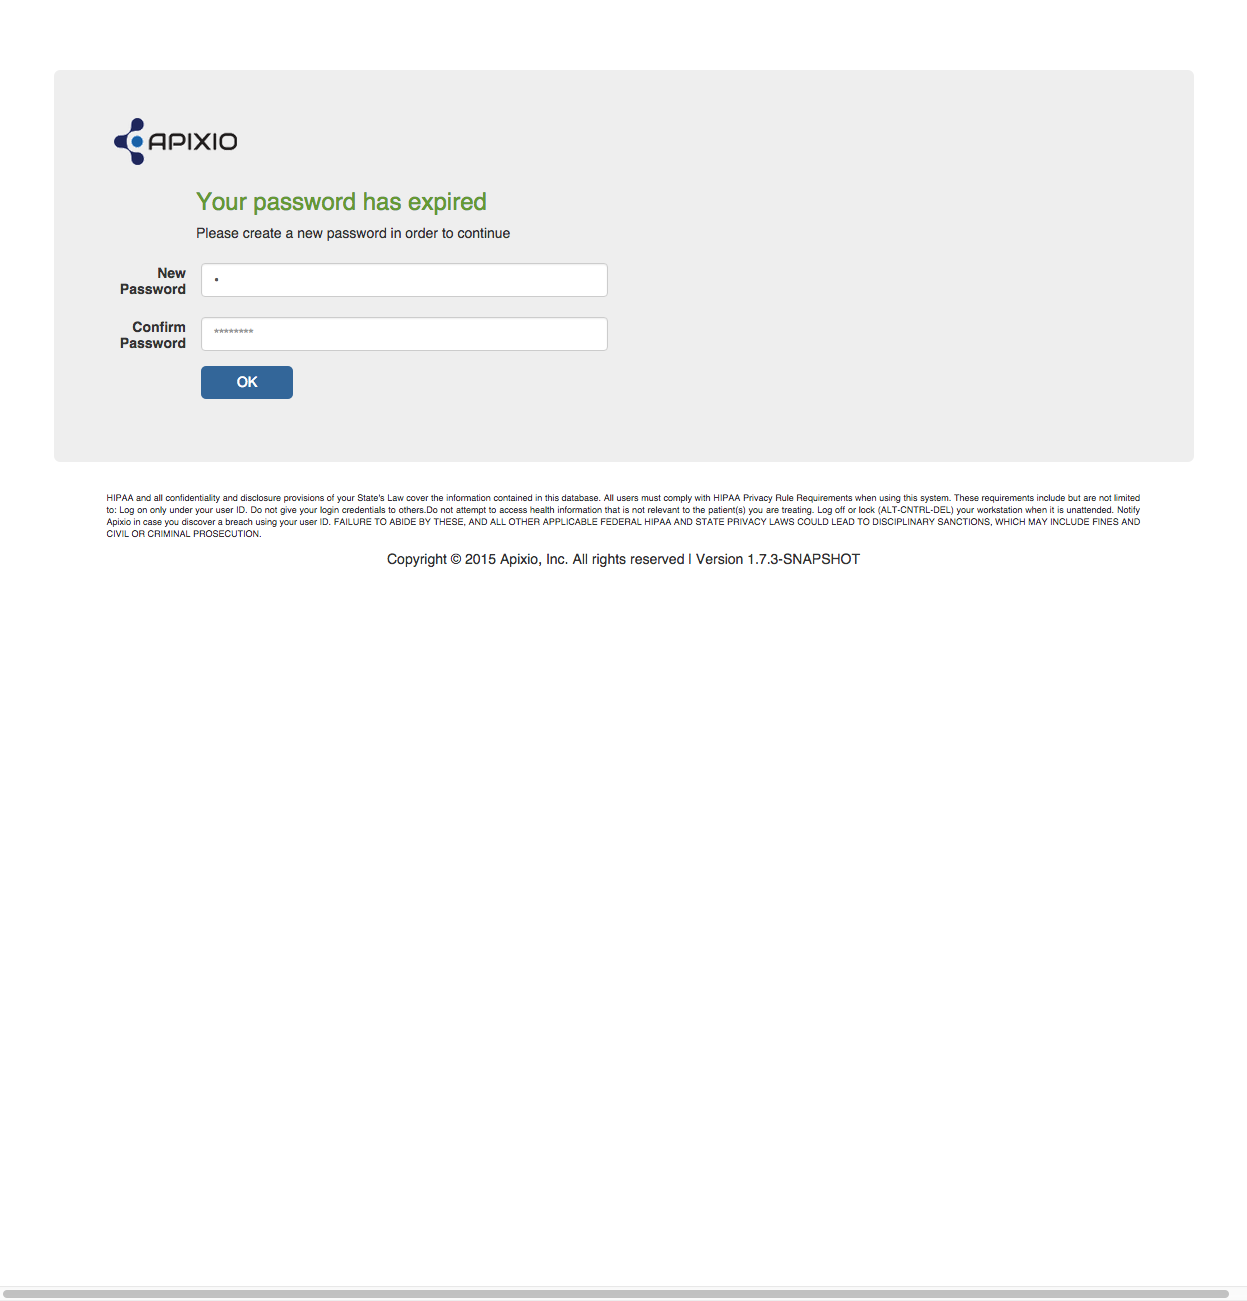 APIXIO
Your password has expired
Please create a new password in order to continue
New
Password
•
Confirm
Password
********
OK
HIPAA and all confidentiality and disclosure provisions of your State's Law cover the information contained in this database. All users must comply with HIPAA Privacy Rule Requirements when using this system. These requirements include but are not limited
to: Log on only under your user ID. Do not give your login credentials to others.Do not attempt to access health information that is not relevant to the patient(s) you are treating. Log off or lock (ALT-CNTRL-DEL) your workstation when it is unattended. Notify
Apixio in case you discover a breach using your user ID. FAILURE TO ABIDE BY THESE, AND ALL OTHER APPLICABLE FEDERAL HIPAA AND STATE PRIVACY LAWS COULD LEAD TO DISCIPLINARY SANCTIONS, WHICH MAY INCLUDE FINES AND
CIVIL OR CRIMINAL PROSECUTION.
Copyright © 2015 Apixio, Inc. All rights reserved | Version 1.7.3-SNAPSHOT